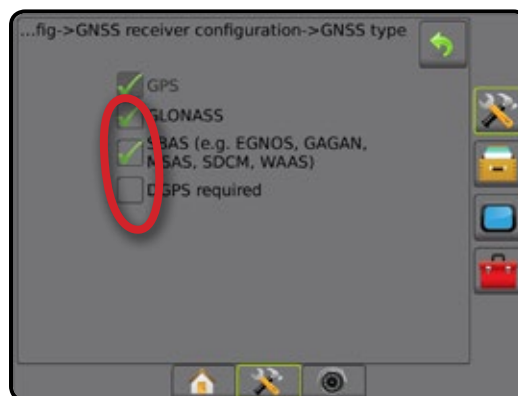 ...fig->GNSS receiver configuration->GNSS type
GPS
GLONASS
SBAS (e.g. EGNOS, GAGAN,
MSAS, SDCM, WAAS)
DGPS required